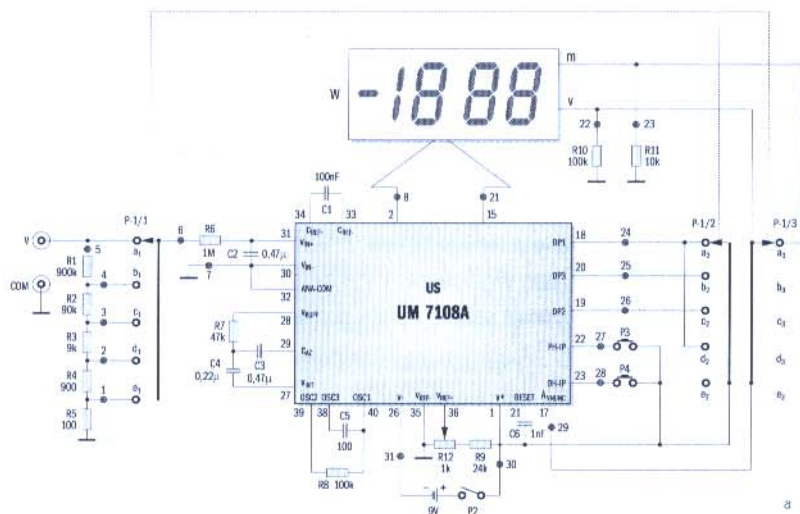 -1888
W
m
v
22
23
R10
100k
R11
10k
100nF
C1
34
33
8
2
21
15
V
5
P-1/1
a₁
6
R6
1M
C2
0,47µ
7
R1
900k
4
b₁
COM
R2
90k
3
c₁
R3
9k
2
d₁
R4
900
1
e₁
R5
100
31
30
ANA-COM
32
28
R7
47k
29
C3
0,47µ
C4
0,22µ
27
US
UM 7108A
DP1
18
24
DP3
20
25
DP2
19
26
PH-IP
22
27
P3
DH-IP
23
28
P4
P-1/2
a₂
b₂
c₂
d₂
e₂
P-1/3
a₃
b₃
c₃
d₃
e₃
OSC2
OSC3
OSC1
V-
V+
RESET
39
38
40
26
35
36
1
21
17
C5
100
R8 100k
31
R12
1k
R9
24k
C6
1nF
29
30
9V
P2
a